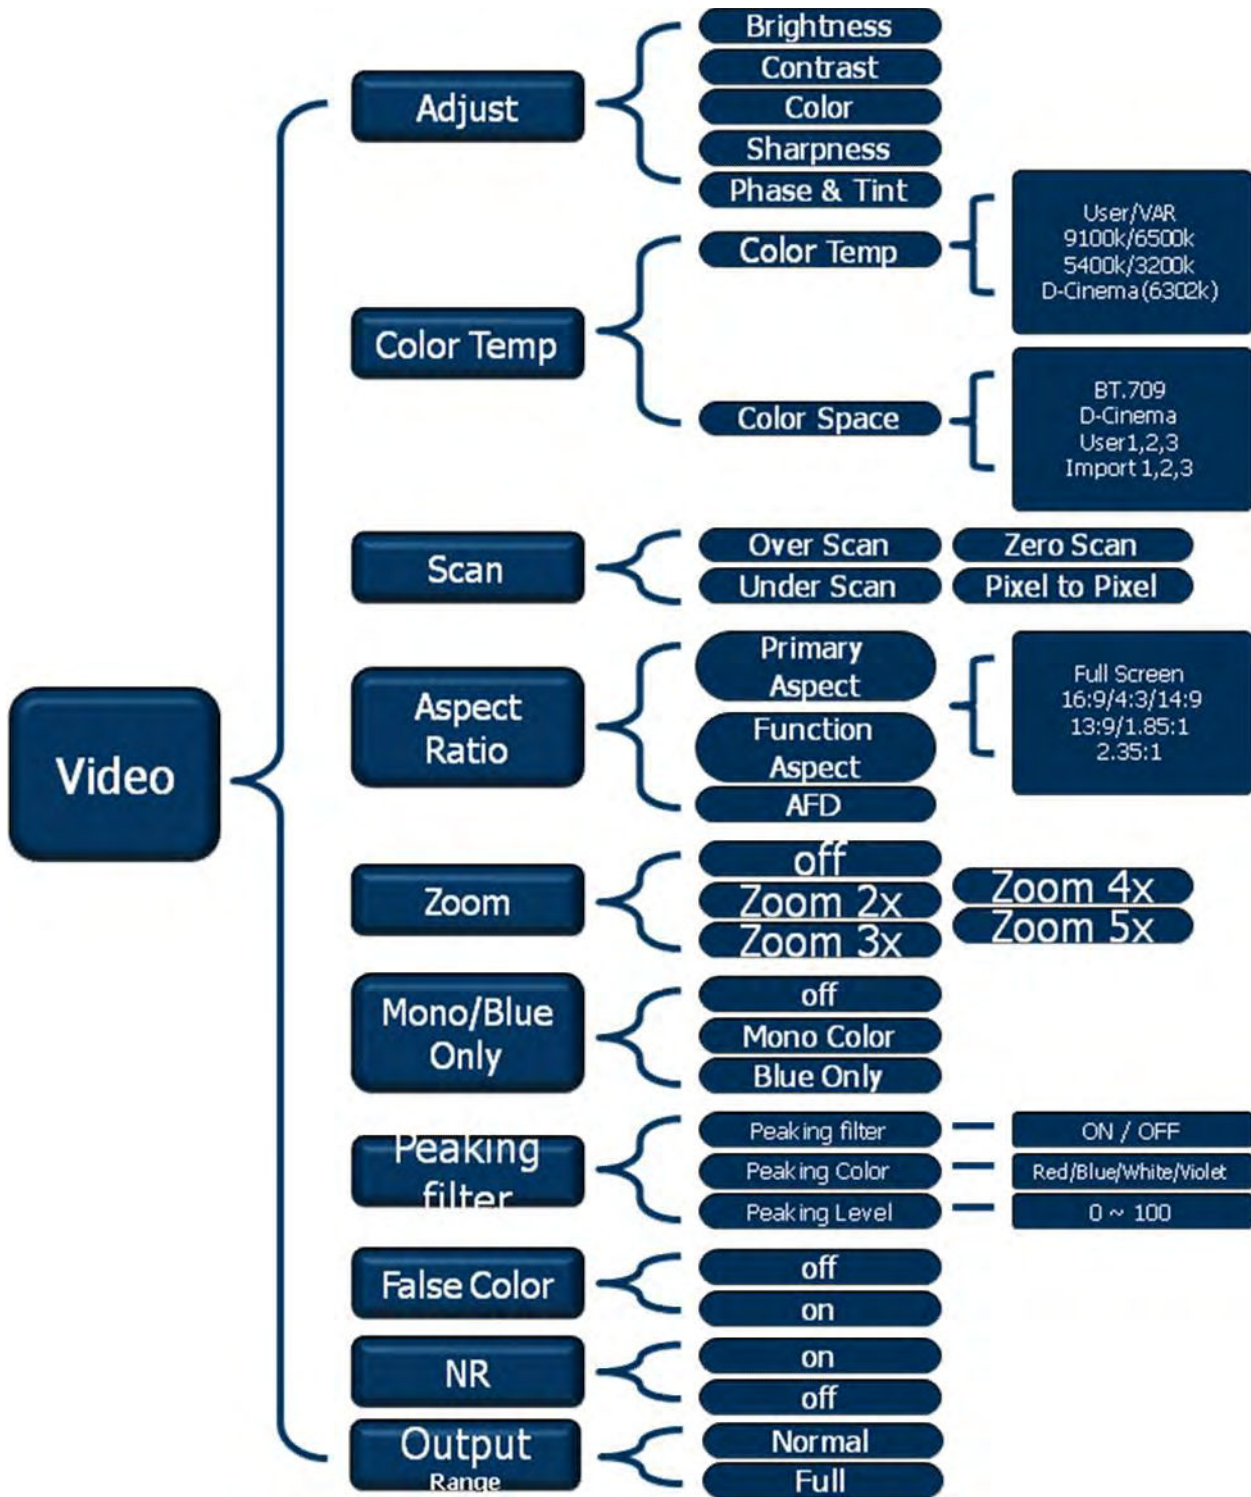 Video
Adjust
Brightness
Contrast
Color
Sharpness
Phase & Tint
Color Temp
Color Temp
User/VAR
9100k/6500k
5400k/3200k
D-Cinema(6302k)
Color Space
BT.709
D-Cinema
User1,2,3
Import 1,2,3
Scan
Over Scan
Zero Scan
Under Scan
Pixel to Pixel
Aspect
Ratio
Primary
Aspect
Function
Aspect
AFD
Full Screen
16:9/4:3/14:9
13:9/1.85:1
2.35:1
Zoom
off
Zoom 2x
Zoom 3x
Zoom 4x
Zoom 5x
Mono/Blue
Only
off
Mono Color
Blue Only
Peaking
filter
Peaking filter
ON / OFF
Peaking Color
Red/Blue/White/Violet
Peaking Level
0 ~ 100
False Color
off
on
NR
on
off
Output
Range
Normal
Full